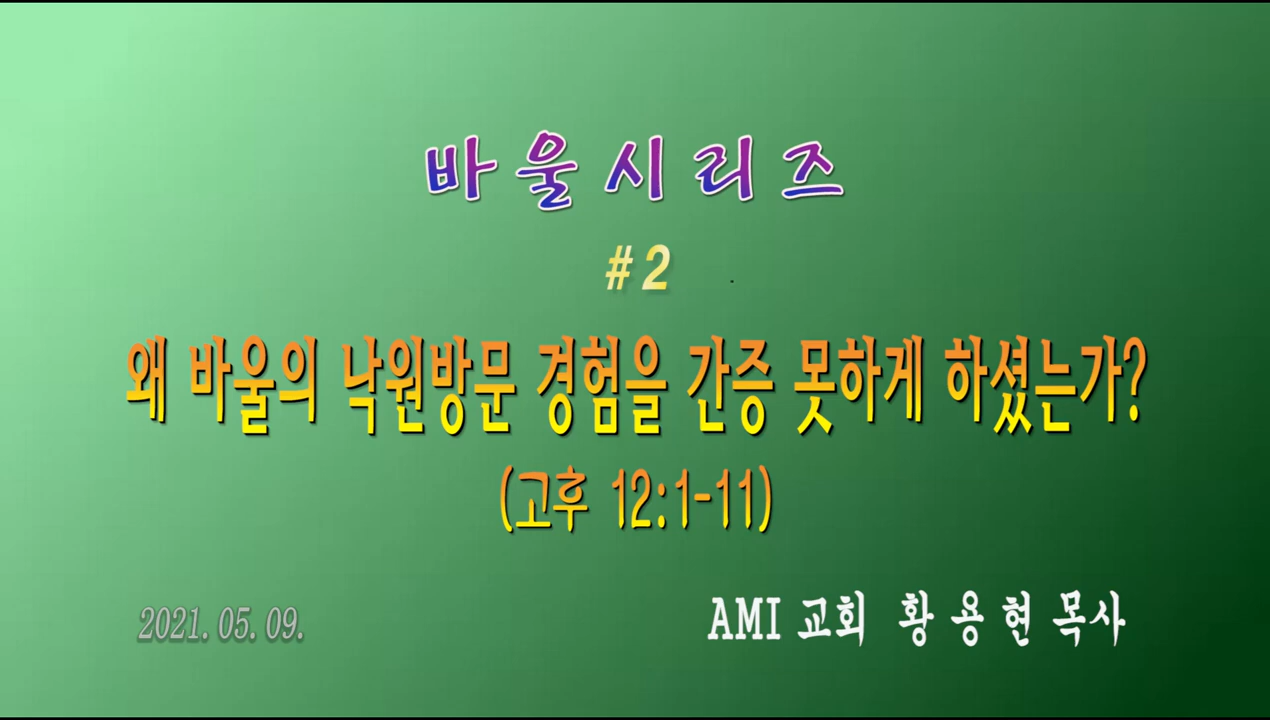 바울시리즈
#2
왜 바울의 낙원방문 경험을 간증 못하게 하셨는가?
(고후 12:1-11)
2021. 05. 09.
AMI 교회 황용현 목사